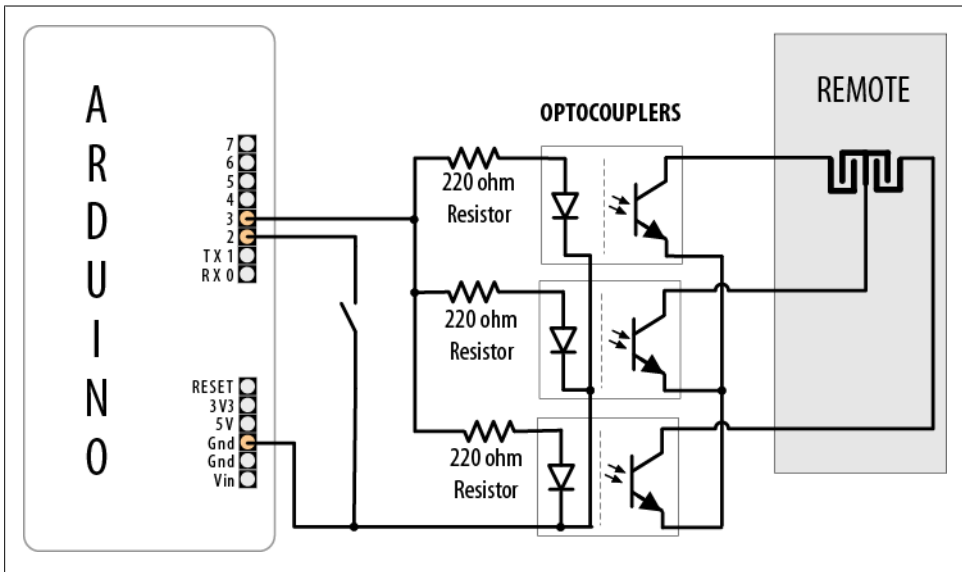 ARDUINO
7
6
5
4
3
2
TX 1
RX 0
RESET
3V3
5V
Gnd
Gnd
Vin
OPTOCOUPLERS
220 ohm
Resistor
220 ohm
Resistor
220 ohm
Resistor
REMOTE